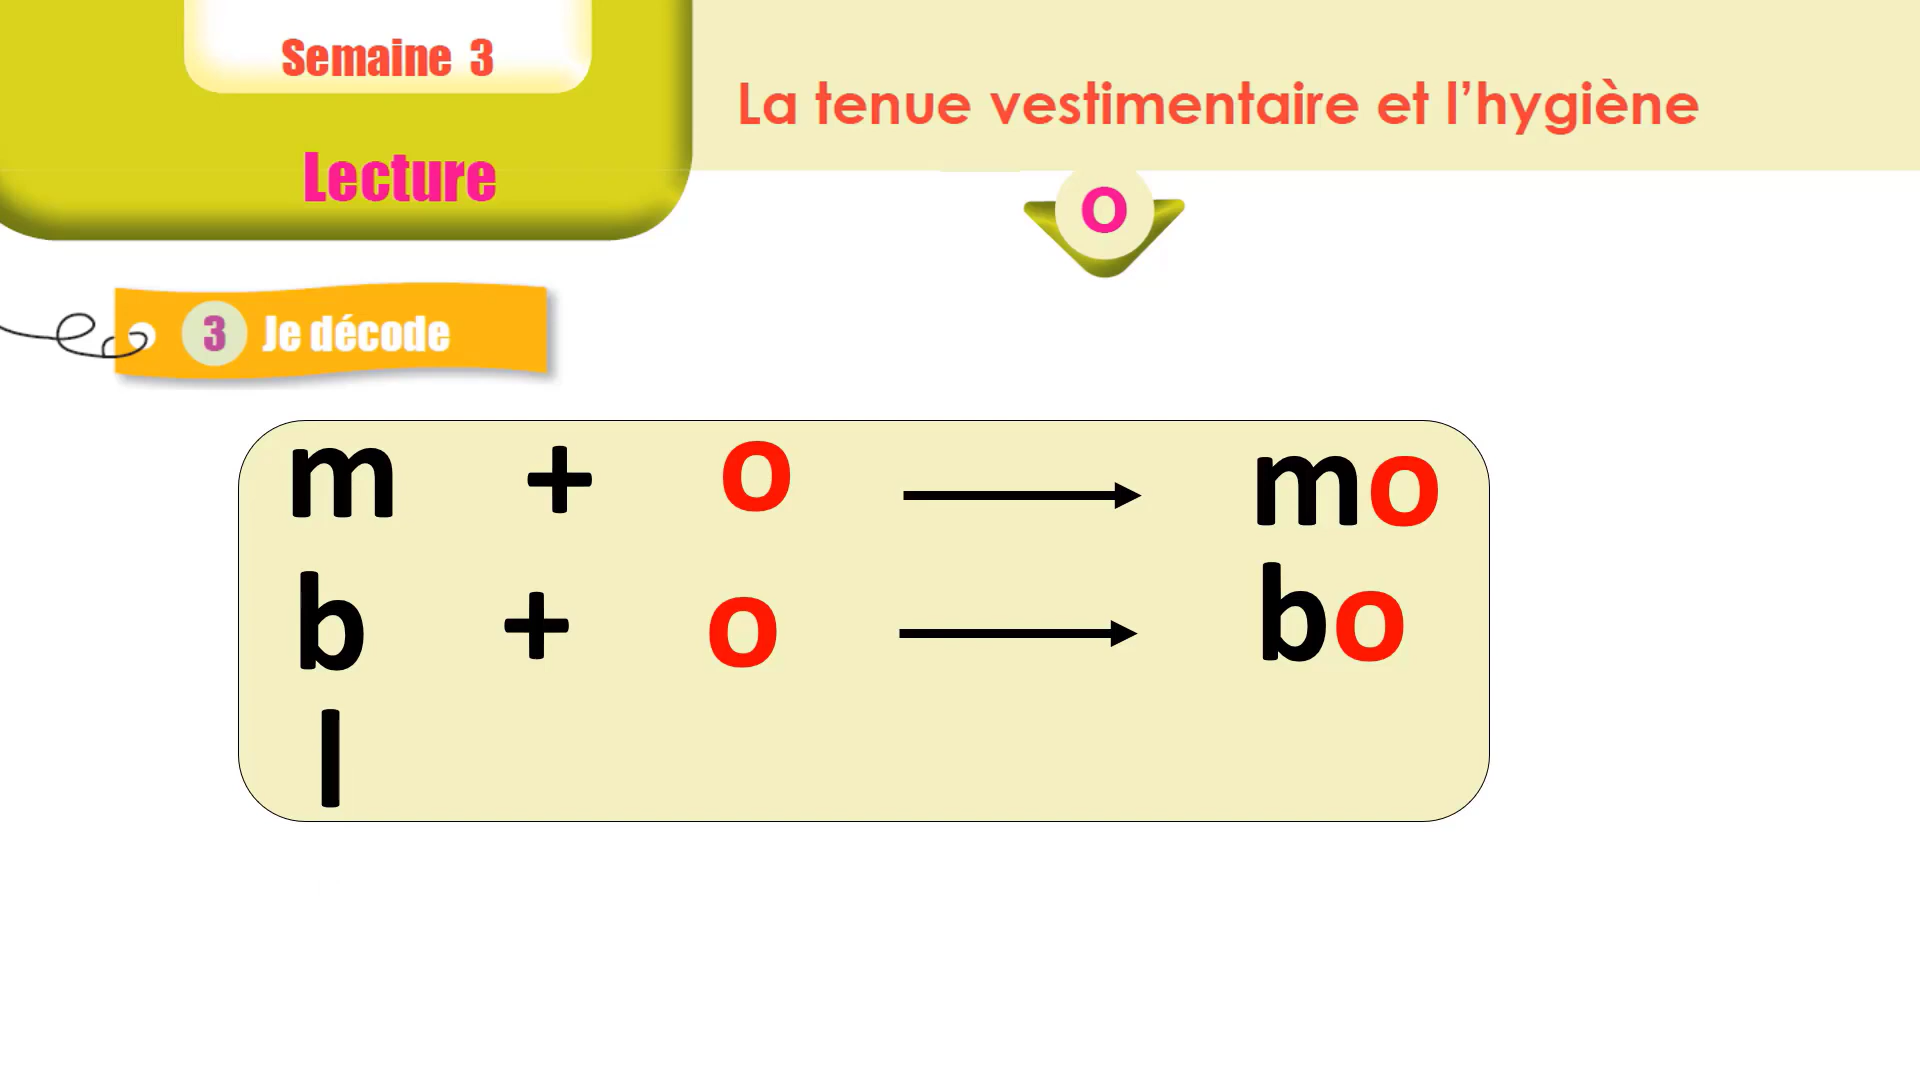 Semaine 3
La tenue vestimentaire et l’hygiène
Lecture
o
3 Je décode
m + o → mo
b + o → bo
l